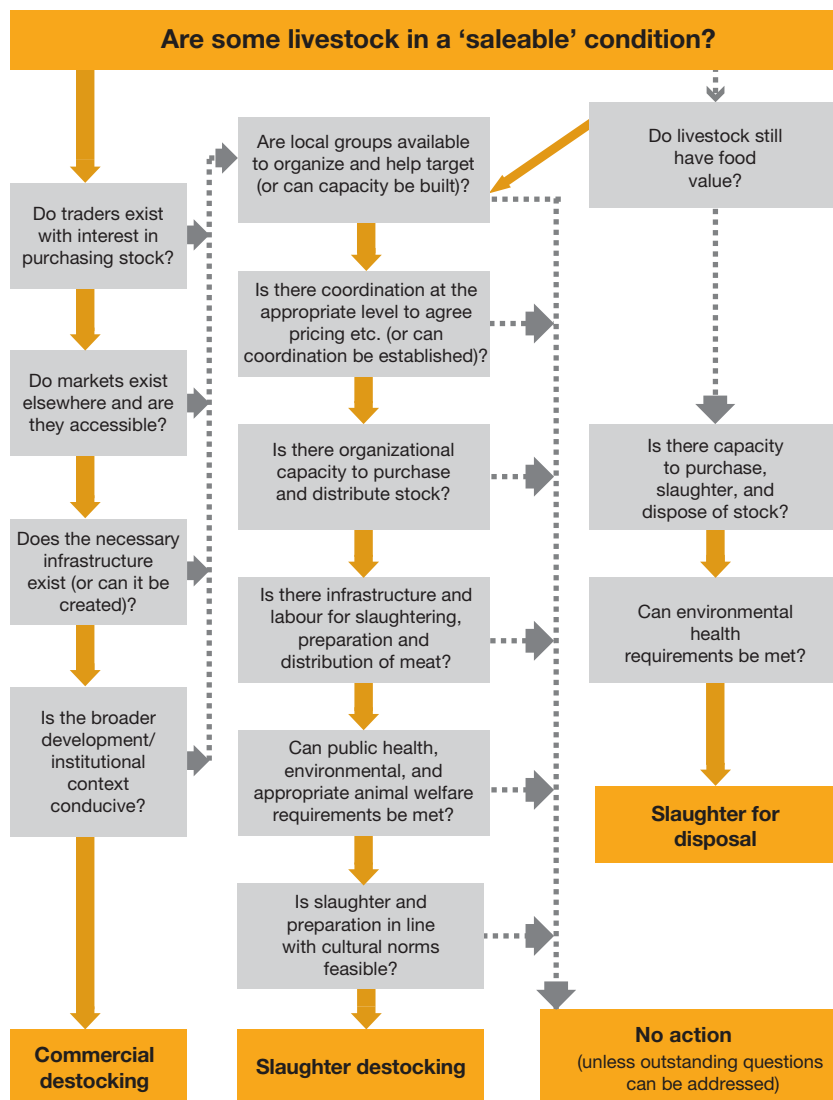 Are some livestock in a ‘saleable’ condition?
Do traders exist
with interest in
purchasing stock?
Do markets exist
elsewhere and are
they accessible?
Does the necessary
infrastructure
exist (or can it be
created)?
Is the broader
development/
institutional
context
conducive?
Commercial
destocking
Are local groups available
to organize and help target
(or can capacity be built)?
Is there coordination at the
appropriate level to agree
pricing etc. (or can
coordination be established)?
Is there organizational
capacity to purchase
and distribute stock?
Is there infrastructure and
labour for slaughtering,
preparation and
distribution of meat?
Can public health,
environmental, and
appropriate animal welfare
requirements be met?
Is slaughter and
preparation in line
with cultural norms
feasible?
Slaughter destocking
Do livestock still
have food
value?
Is there capacity
to purchase,
slaughter, and
dispose of stock?
Can environmental
health
requirements be met?
Slaughter for
disposal
No action
(unless outstanding questions
can be addressed)